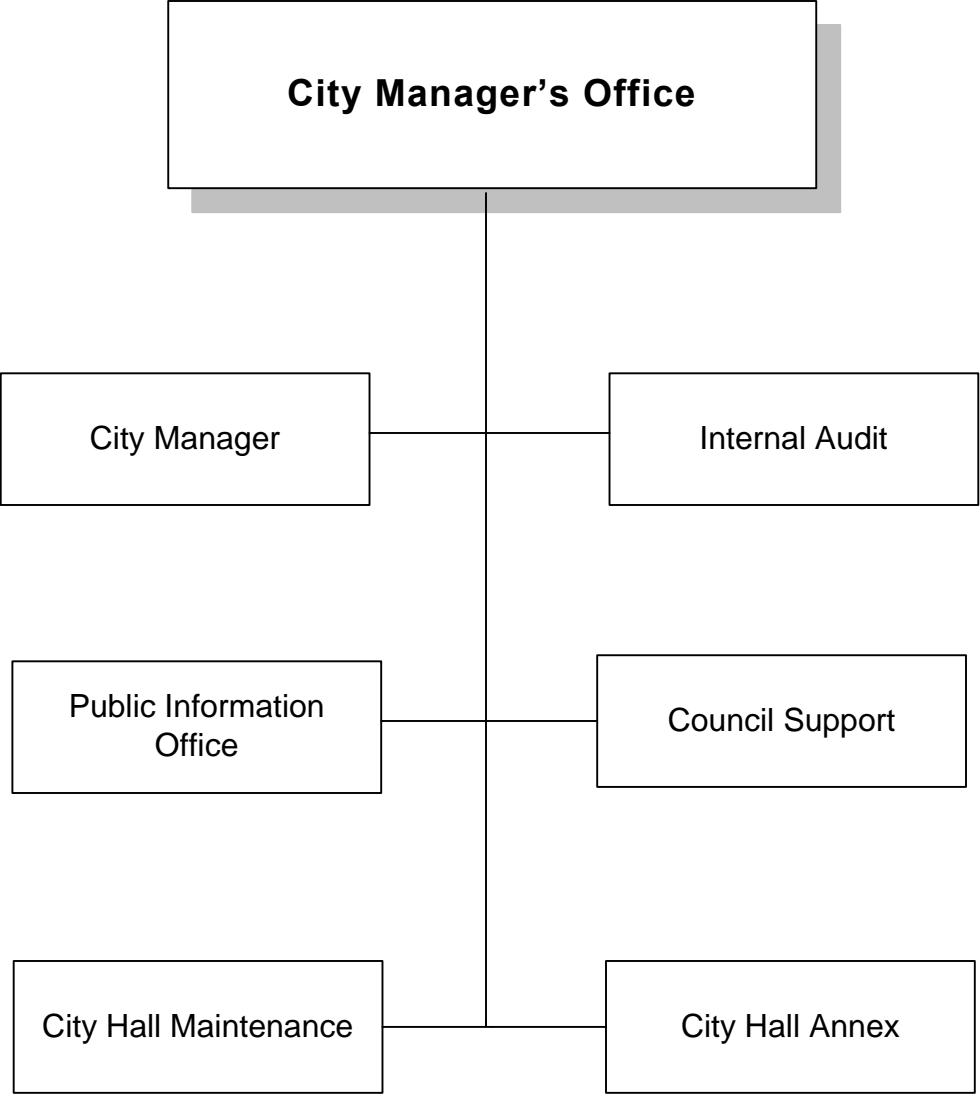 City Manager’s Office
City Manager
Internal Audit
Public Information
Office
Council Support
City Hall Maintenance
City Hall Annex